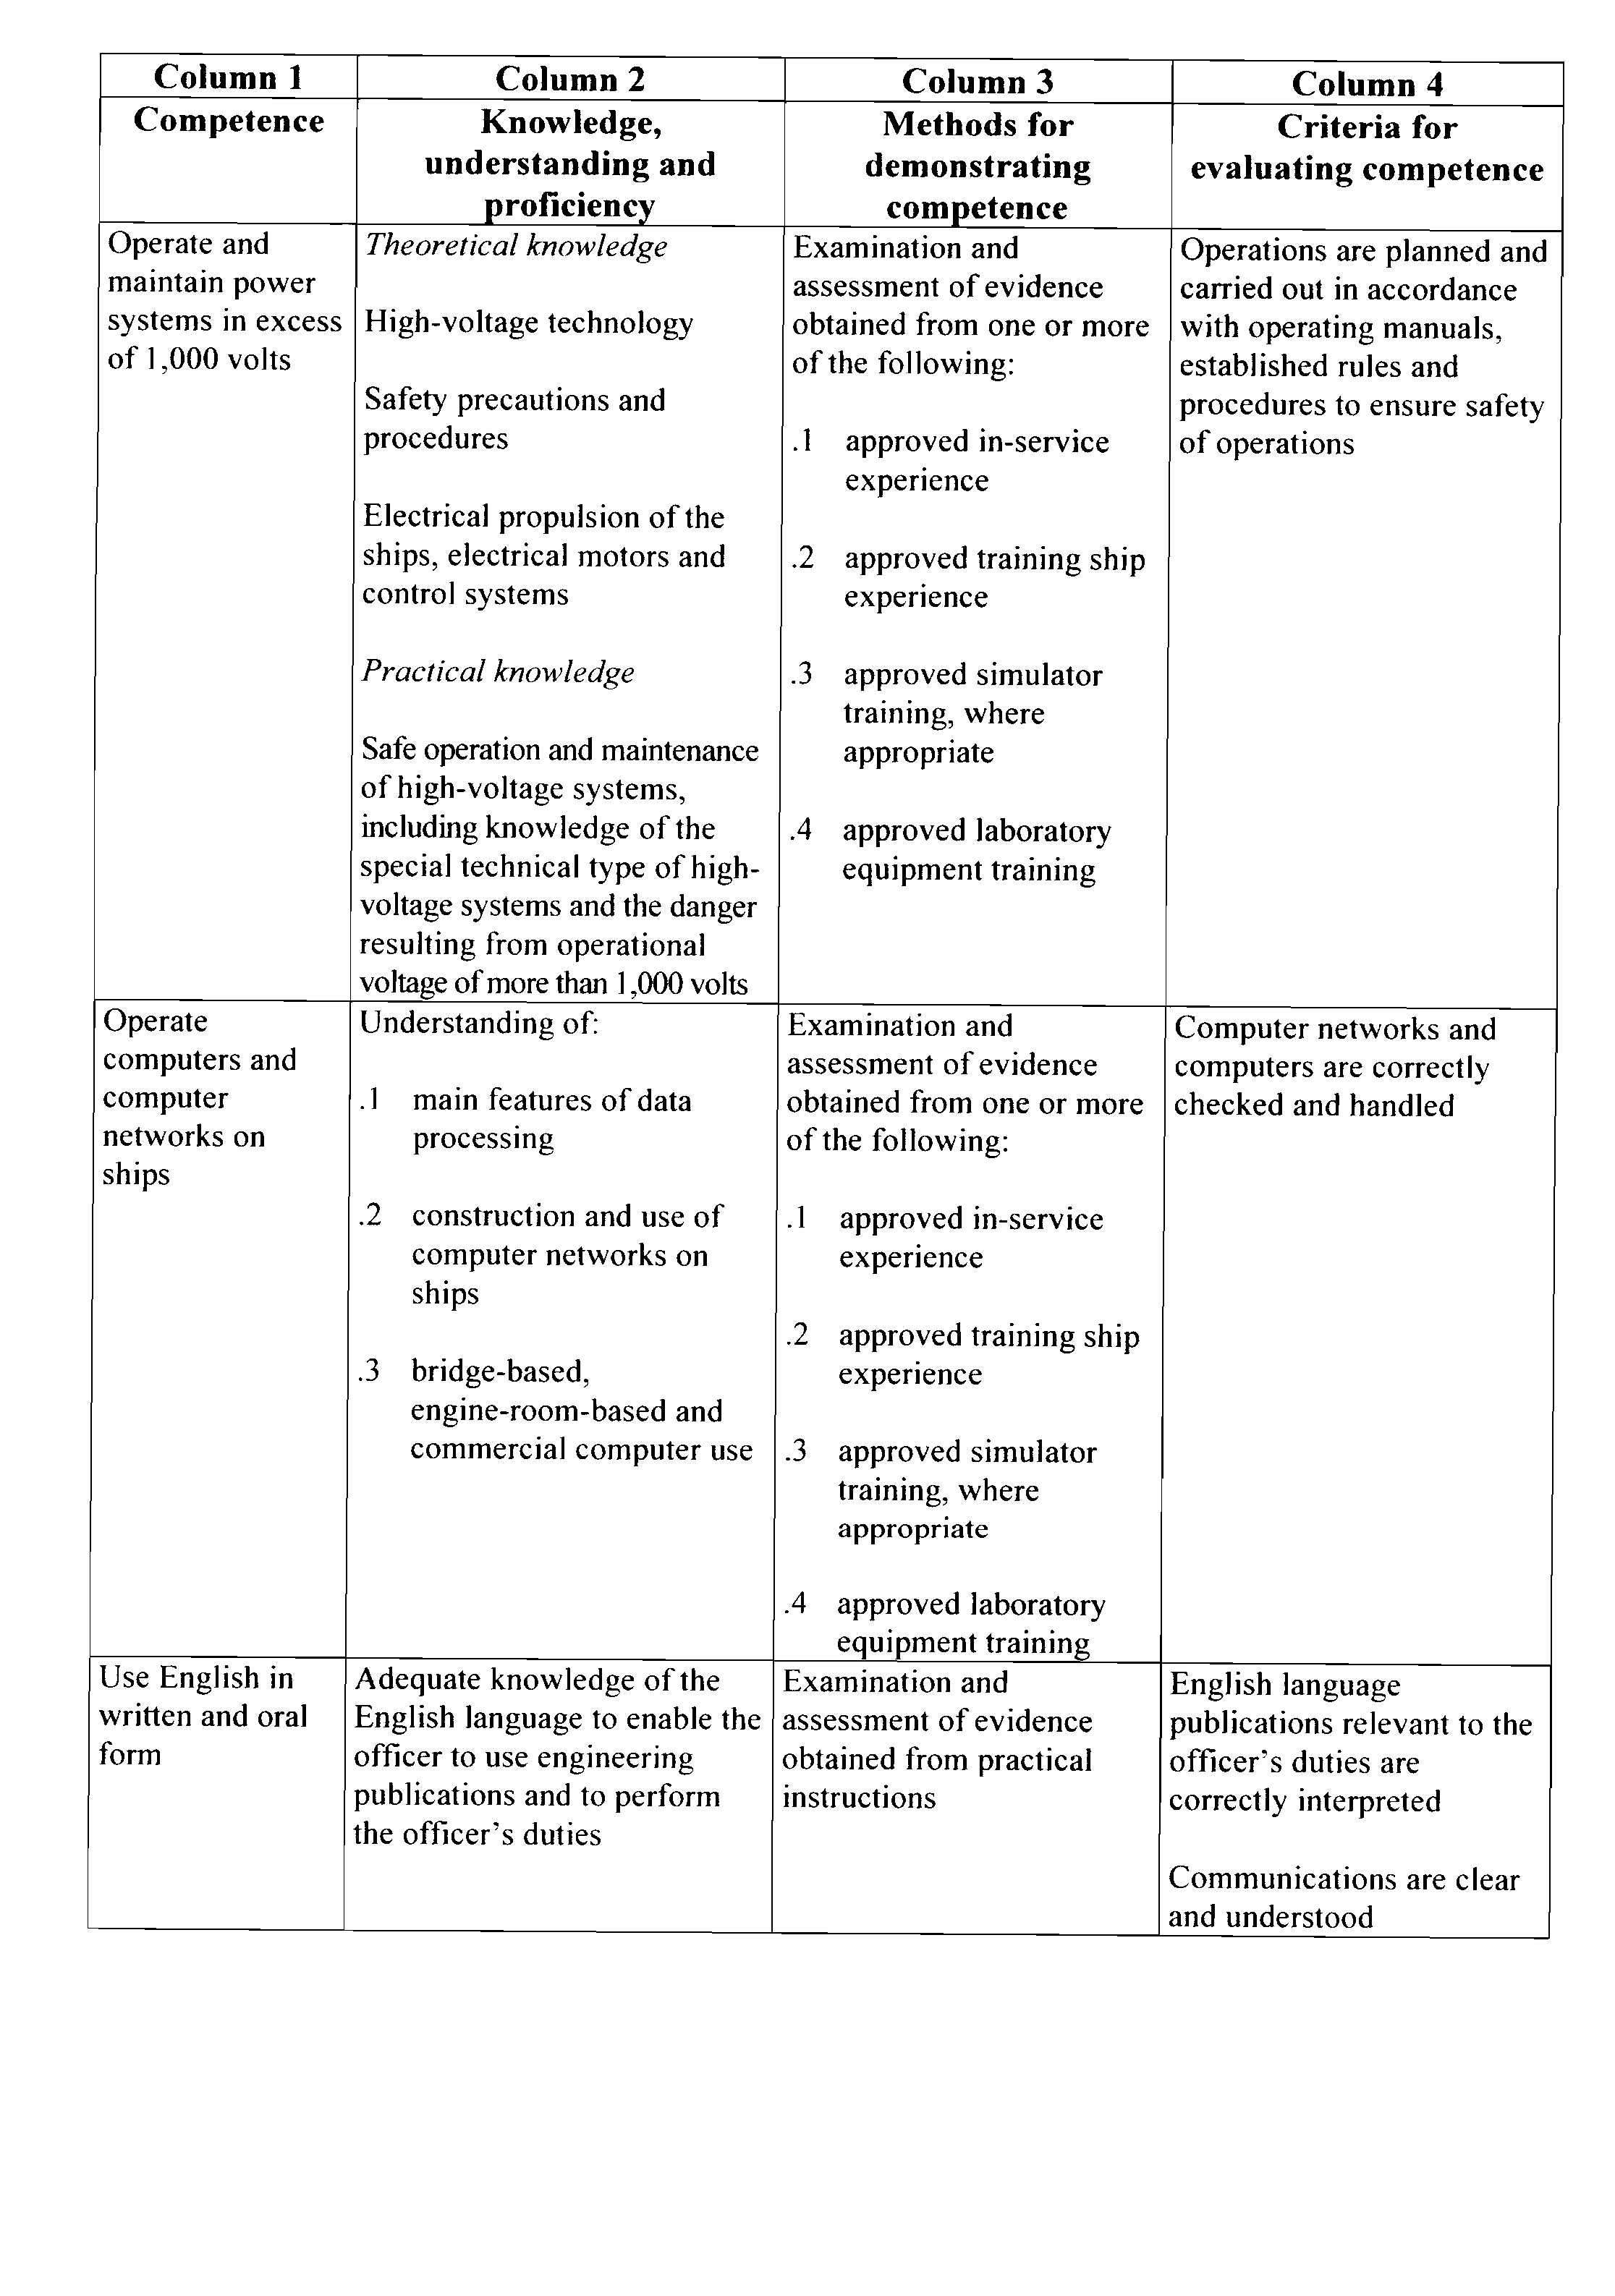 Column 1
Column 2
Column 3
Column 4
Competence
Knowledge,
understanding and
proficiency
Methods for
demonstrating
competence
Criteria for
evaluating competence
Operate and
maintain power
systems in excess
of 1,000 volts
Theoretical knowledge
High-voltage technology
Safety precautions and
procedures
Electrical propulsion of the
ships, electrical motors and
control systems
Practical knowledge
Safe operation and maintenance
of high-voltage systems,
including knowledge of the
special technical type of high-
voltage systems and the danger
resulting from operational
voltage of more than 1,000 volts
Examination and
assessment of evidence
obtained from one or more
of the following:
.1 approved in-service
experience
.2 approved training ship
experience
.3 approved simulator
training, where
appropriate
.4 approved laboratory
equipment training
Operations are planned and
carried out in accordance
with operating manuals,
established rules and
procedures to ensure safety
of operations
Operate
computers and
computer
networks on
ships
Understanding of:
.1 main features of data
processing
.2 construction and use of
computer networks on
ships
.3 bridge-based,
engine-room-based and
commercial computer use
Examination and
assessment of evidence
obtained from one or more
of the following:
.1 approved in-service
experience
.2 approved training ship
experience
.3 approved simulator
training, where
appropriate
.4 approved laboratory
equipment training
Computer networks and
computers are correctly
checked and handled
Use English in
written and oral
form
Adequate knowledge of the
English language to enable the
officer to use engineering
publications and to perform
the officer's duties
Examination and
assessment of evidence
obtained from practical
instructions
English language
publications relevant to the
officer's duties are
correctly interpreted
Communications are clear
and understood